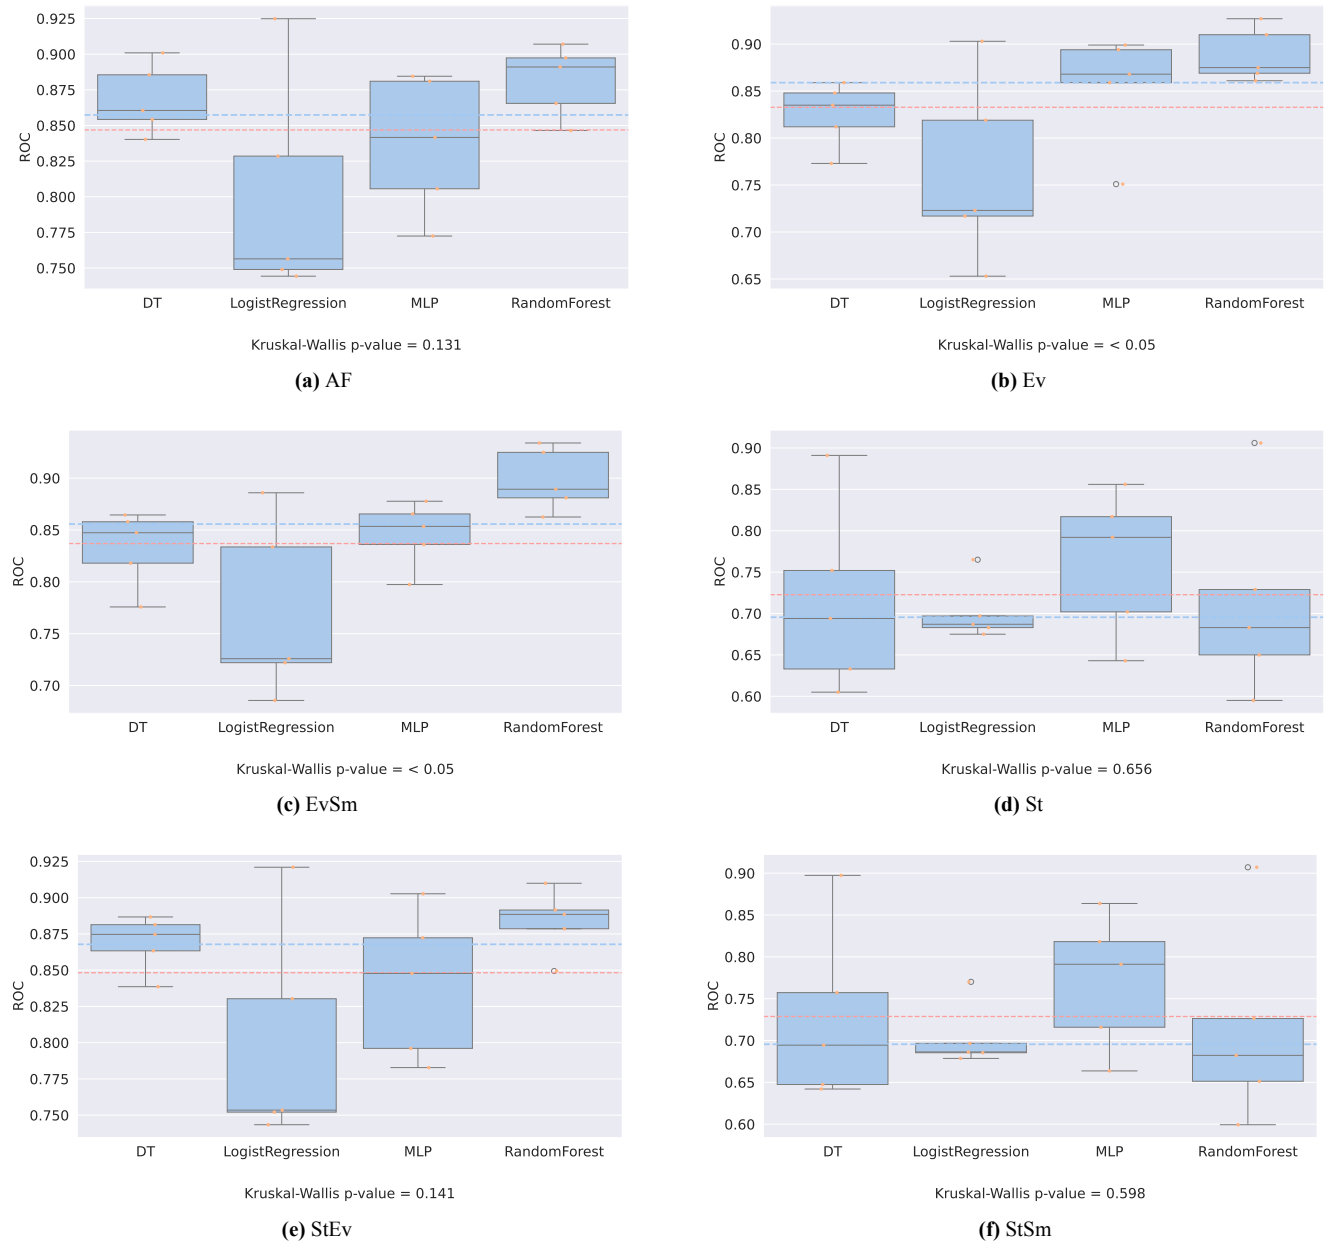 0.925
0.900
0.875
0.850
0.825
0.800
0.775
0.750
ROC
DT LogistRegression MLP RandomForest
Kruskal-Wallis p-value = 0.131
(a) AF
0.90
0.85
0.80
0.75
0.70
0.65
ROC
DT LogistRegression MLP RandomForest
Kruskal-Wallis p-value = < 0.05
(b) Ev
0.90
0.85
0.80
0.75
0.70
ROC
DT LogistRegression MLP RandomForest
Kruskal-Wallis p-value = < 0.05
(c) EvSm
0.90
0.85
0.80
0.75
0.70
0.65
0.60
ROC
DT LogistRegression MLP RandomForest
Kruskal-Wallis p-value = 0.656
(d) St
0.925
0.900
0.875
0.850
0.825
0.800
0.775
0.750
ROC
DT LogistRegression MLP RandomForest
Kruskal-Wallis p-value = 0.141
(e) StEv
0.90
0.85
0.80
0.75
0.70
0.65
0.60
ROC
DT LogistRegression MLP RandomForest
Kruskal-Wallis p-value = 0.598
(f) StSm